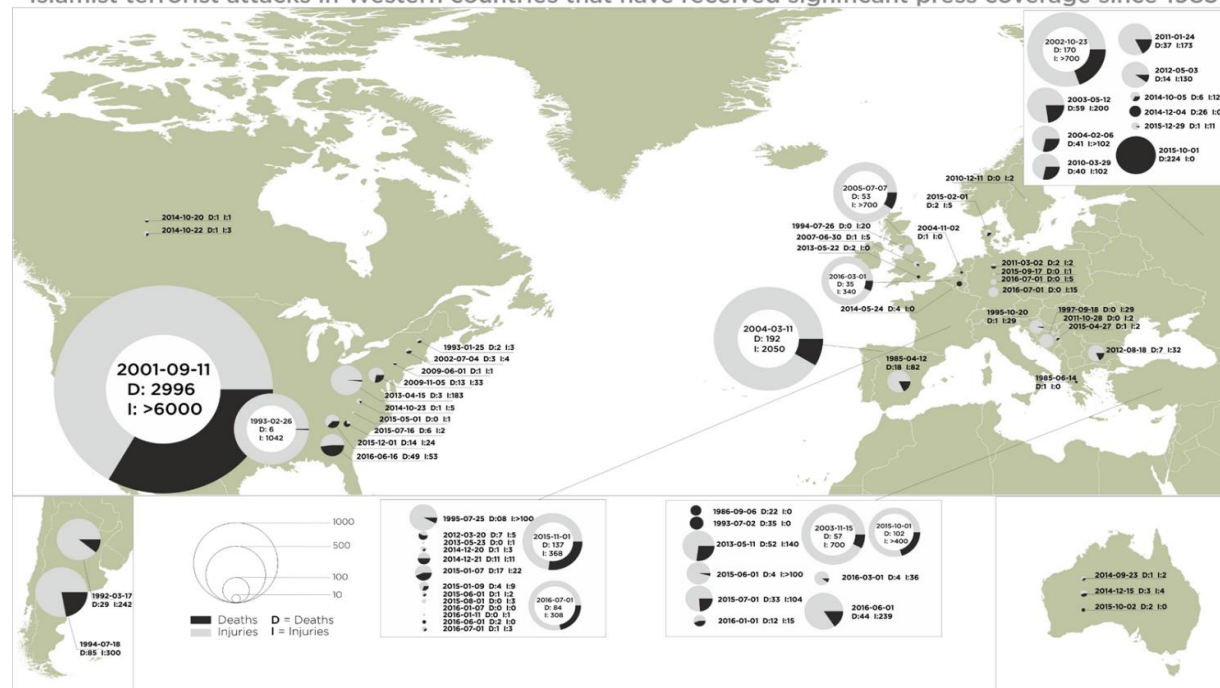 Islamist terrorist attacks in Western countries that have received significant press coverage since 1985
2002-10-23
D: 170
I: >700
2011-01-24
D:37 I:173
2012-05-03
D:14 I:130
2014-10-05 D:6 I:12
2014-12-04 D:26 I:0
2015-12-29 D:1 I:11
2003-05-12
D:59 I:200
2004-02-06
D:41 I:>102
2010-03-29
D:40 I:102
2015-10-01
D:224 I:0
2014-10-20 D:1 I:1
2014-10-22 D:1 I:3
2001-09-11
D: 2996
I: >6000
1993-02-26
D: 6
I: 1042
1993-01-25 D:2 I:3
2002-07-04 D:3 I:4
2009-06-01 D:1 I:1
2009-11-05 D:13 I:33
2013-04-15 D:3 I:183
2014-10-23 D:1 I:5
2015-05-01 D:0 I:1
2015-07-16 D:6 I:2
2015-12-01 D:14 I:24
2016-06-16 D:49 I:53
2005-07-07
D: 53
I: >700
2010-12-11 D:0 I:2
2015-02-01
D:2 I:5
1994-07-26 D:0 I:20
2007-06-30 D:1 I:5
2013-05-22 D:2 I:0
2004-11-02
D:1 I:0
2016-03-01
D: 35
I: 340
2014-05-24 D:4 I:0
2011-03-02 D:2 I:2
2015-09-17 D:0 I:1
2016-07-01 D:0 I:5
2016-07-01 D:0 I:15
2004-03-11
D: 192
I: 2050
1995-10-20
D:1 I:29
1997-09-18 D:0 I:29
2011-10-28 D:0 I:2
2015-04-27 D:1 I:2
2012-08-18 D:7 I:32
1985-04-12
D:18 I:82
1985-06-14
D:1 I:0
1992-03-17
D:29 I:242
1994-07-18
D:85 I:300
1000
500
100
10
Deaths D = Deaths
Injuries I = Injuries
1995-07-25 D:08 I:>100
2012-03-20 D:7 I:5
2013-05-23 D:0 I:1
2014-12-20 D:1 I:3
2014-12-21 D:11 I:11
2015-01-07 D:17 I:22
2015-01-09 D:4 I:9
2015-06-01 D:1 I:2
2015-08-01 D:0 I:3
2016-01-07 D:0 I:0
2016-01-11 D:0 I:1
2016-06-01 D:2 I:0
2016-07-01 D:1 I:3
2015-11-01
D: 137
I: 368
2016-07-01
D: 84
I: 308
1986-09-06 D:22 I:0
1993-07-02 D:35 I:0
2013-05-11 D:52 I:140
2015-06-01 D:4 I:>100
2015-07-01 D:33 I:104
2016-01-01 D:12 I:15
2003-11-15
D: 57
I: 700
2015-10-01
D: 102
I: >400
2016-03-01 D:4 I:36
2016-06-01
D:44 I:239
2014-09-23 D:1 I:2
2014-12-15 D:3 I:4
2015-10-02 D:2 I:0